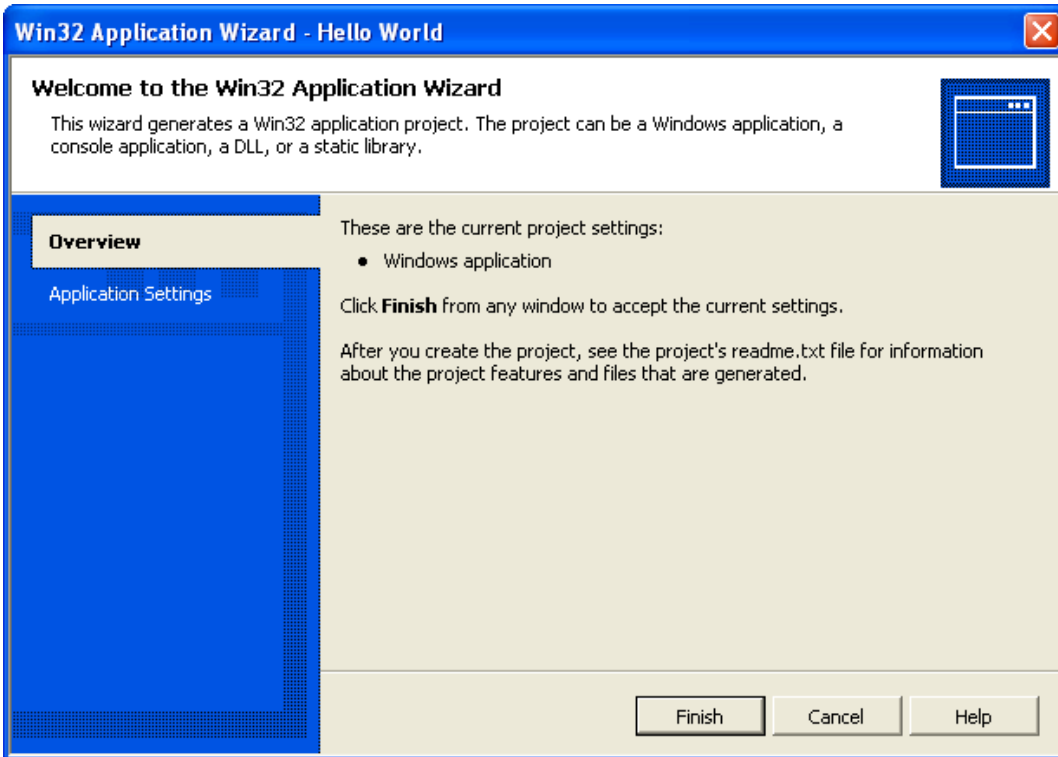 Win32 Application Wizard - Hello World
Welcome to the Win32 Application Wizard
This wizard generates a Win32 application project. The project can be a Windows application, a
console application, a DLL, or a static library.
Overview
Application Settings
These are the current project settings:
• Windows application
Click Finish from any window to accept the current settings.
After you create the project, see the project's readme.txt file for information
about the project features and files that are generated.
Finish
Cancel
Help